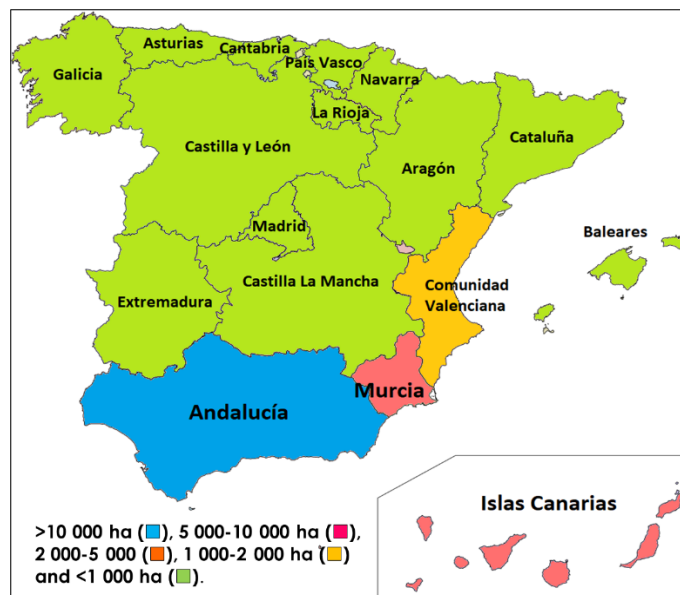 Asturias
Cantabria
País Vasco
Galicia
Navarra
La Rioja
Cataluña
Castilla y León
Aragón
Madrid
Baleares
Castilla La Mancha
Comunidad
Valenciana
Extremadura
Murcia
Andalucía
Islas Canarias
>10 000 ha (■), 5 000-10 000 ha (■),
2 000-5 000 (■), 1 000-2 000 ha (■)
and <1 000 ha (■).